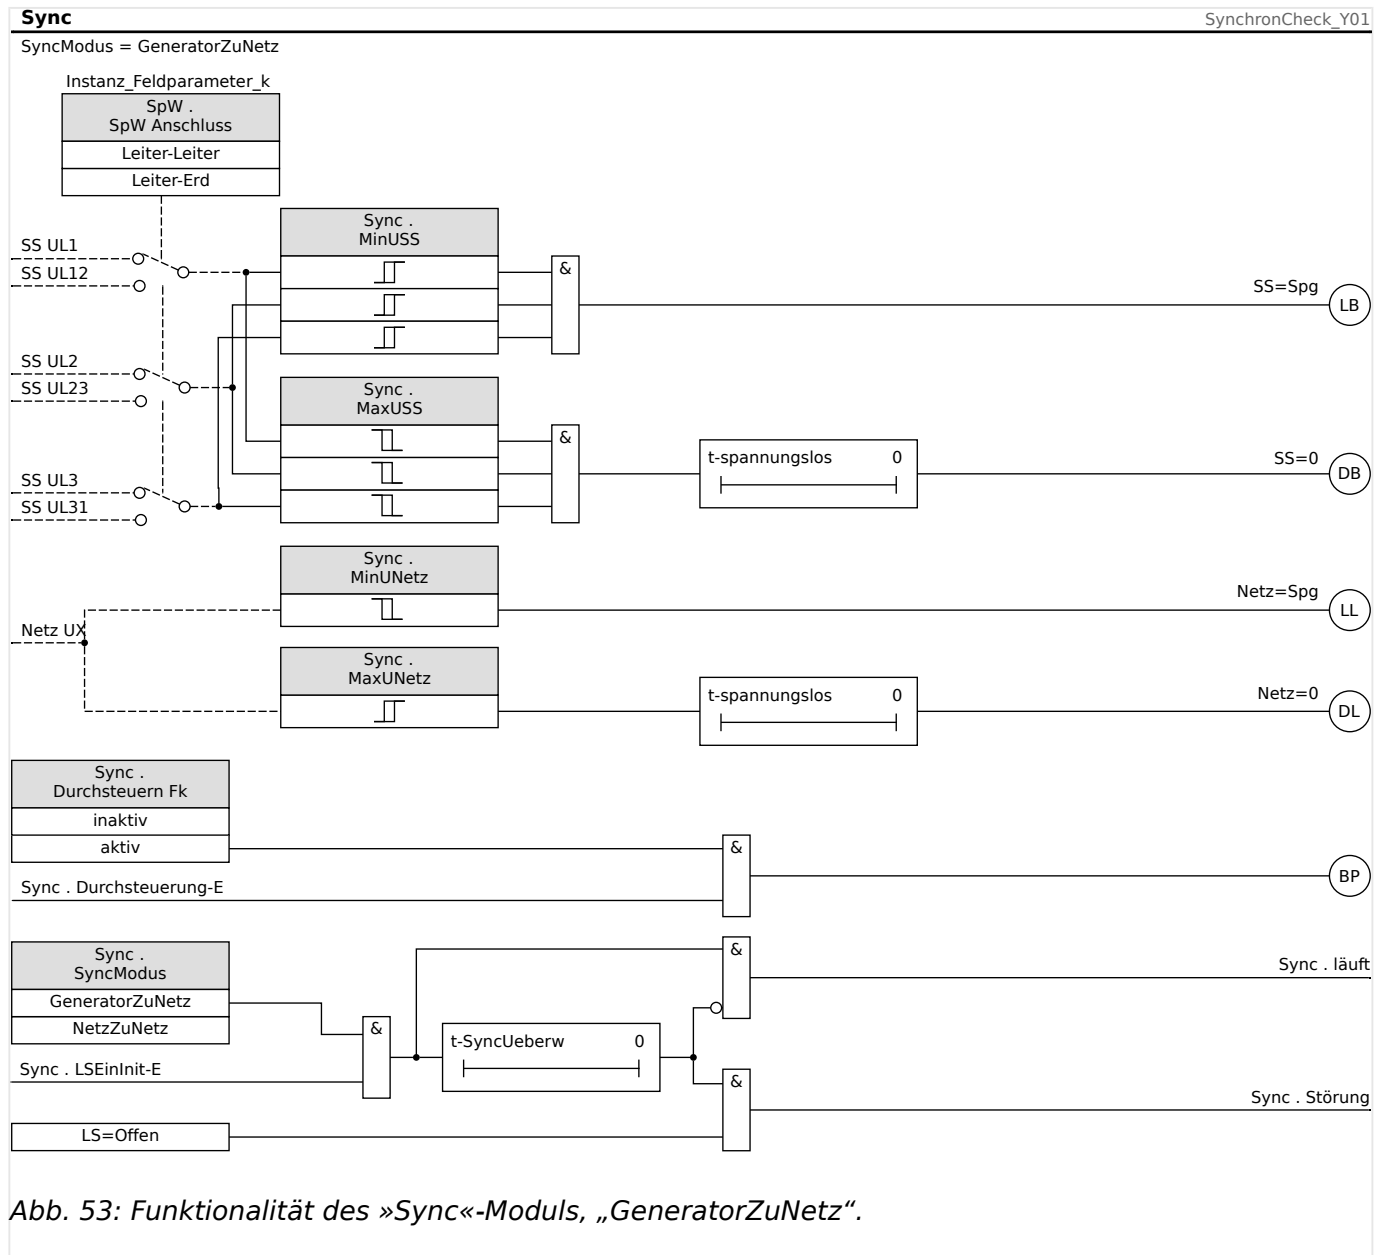 Sync
SynchronCheck_Y01
SyncModus = GeneratorZuNetz
Instanz_Feldparameter_k
SpW .
SpW Anschluss
Leiter-Leiter
Leiter-Erd
Sync .
MinUSS
SS UL1
SS UL12
&
SS=Spg
LB
SS UL2
SS UL23
Sync .
MaxUSS
&
t-spannungslos 0
SS=0
DB
SS UL3
SS UL31
Sync .
MinUNetz
Netz=Spg
LL
Netz UX
Sync .
MaxUNetz
t-spannungslos 0
Netz=0
DL
Sync .
Durchsteuern Fk
inaktiv
aktiv
&
BP
Sync . Durchsteuerung-E
Sync .
SyncModus
GeneratorZuNetz
NetzZuNetz
&
Sync . läuft
&
t-SyncUeberw 0
Sync . LSEinInit-E
&
Sync . Störung
LS=Offen
Abb. 53: Funktionalität des »Sync«-Moduls, „GeneratorZuNetz“.